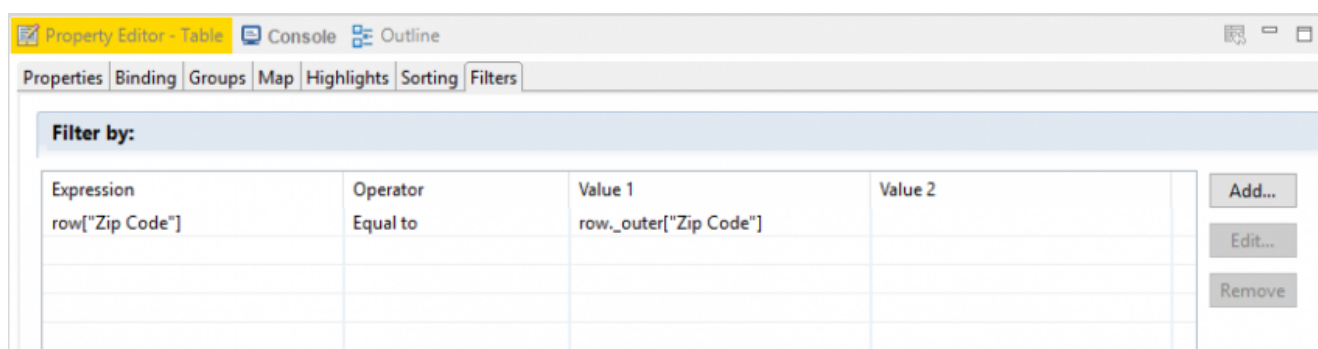 Property Editor - Table Console Outline
Properties Binding Groups Map Highlights Sorting Filters
Filter by:
Expression Operator Value 1 Value 2 Add...
row["Zip Code"] Equal to row._outer["Zip Code"]
Edit...
Remove